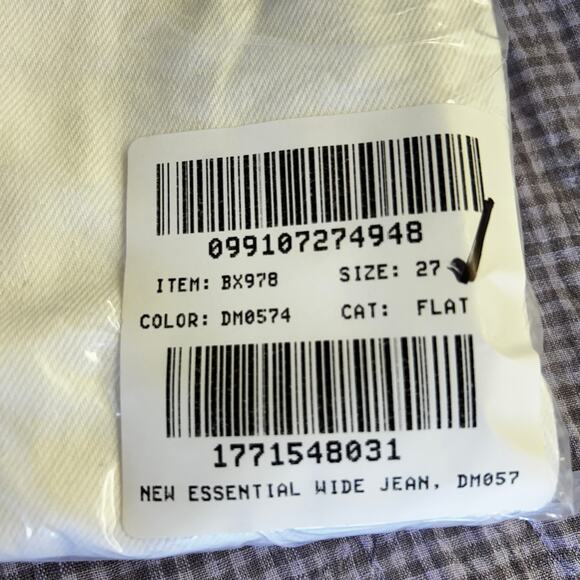 099107274948
ITEM: BX978 SIZE: 27
COLOR: DM0574 CAT: FLAT
1771548031
NEW ESSENTIAL WIDE JEAN, DM057